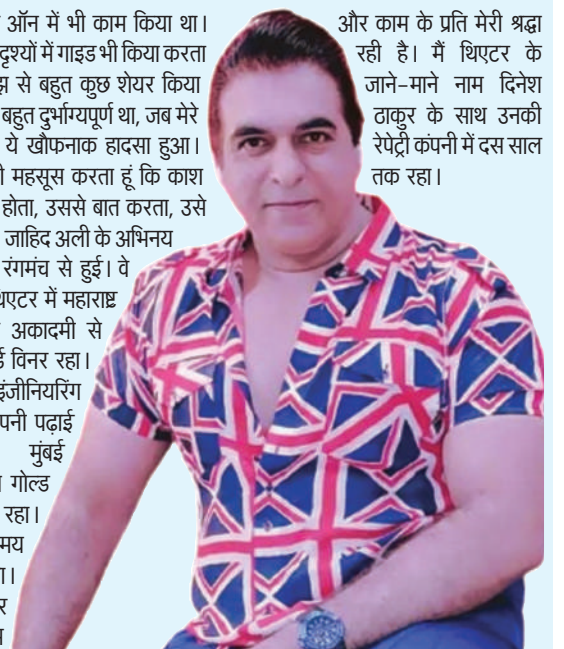 ऑन में भी काम किया था।
दृश्यों में गाइड भी किया करता
से बहुत कुछ शेयर किया
बहुत दुर्भाग्यपूर्ण था, जब मेरे
ये खौफनाक हादसा हुआ।
महसूस करता हूं कि काश
होता, उससे बात करता, उसे
जाहिद अली के अभिनय
रंगमंच से हुई। वे
में महाराष्ट्र
अकादमी से
विनर रहा।
इंजीनियरिंग
पढ़ाई
मुंबई
गोल्ड
रहा।
और काम के प्रति मेरी श्रद्धा
रही है। मैं थिएटर के
जाने-माने नाम दिनेश
ठाकुर के साथ उनकी
रेपेट्री कंपनी में दस साल
तक रहा।